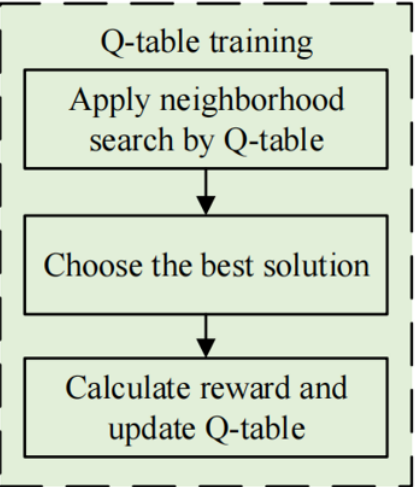 Q-table training
Apply neighborhood
search by Q-table
Choose the best solution
Calculate reward and
update Q-table